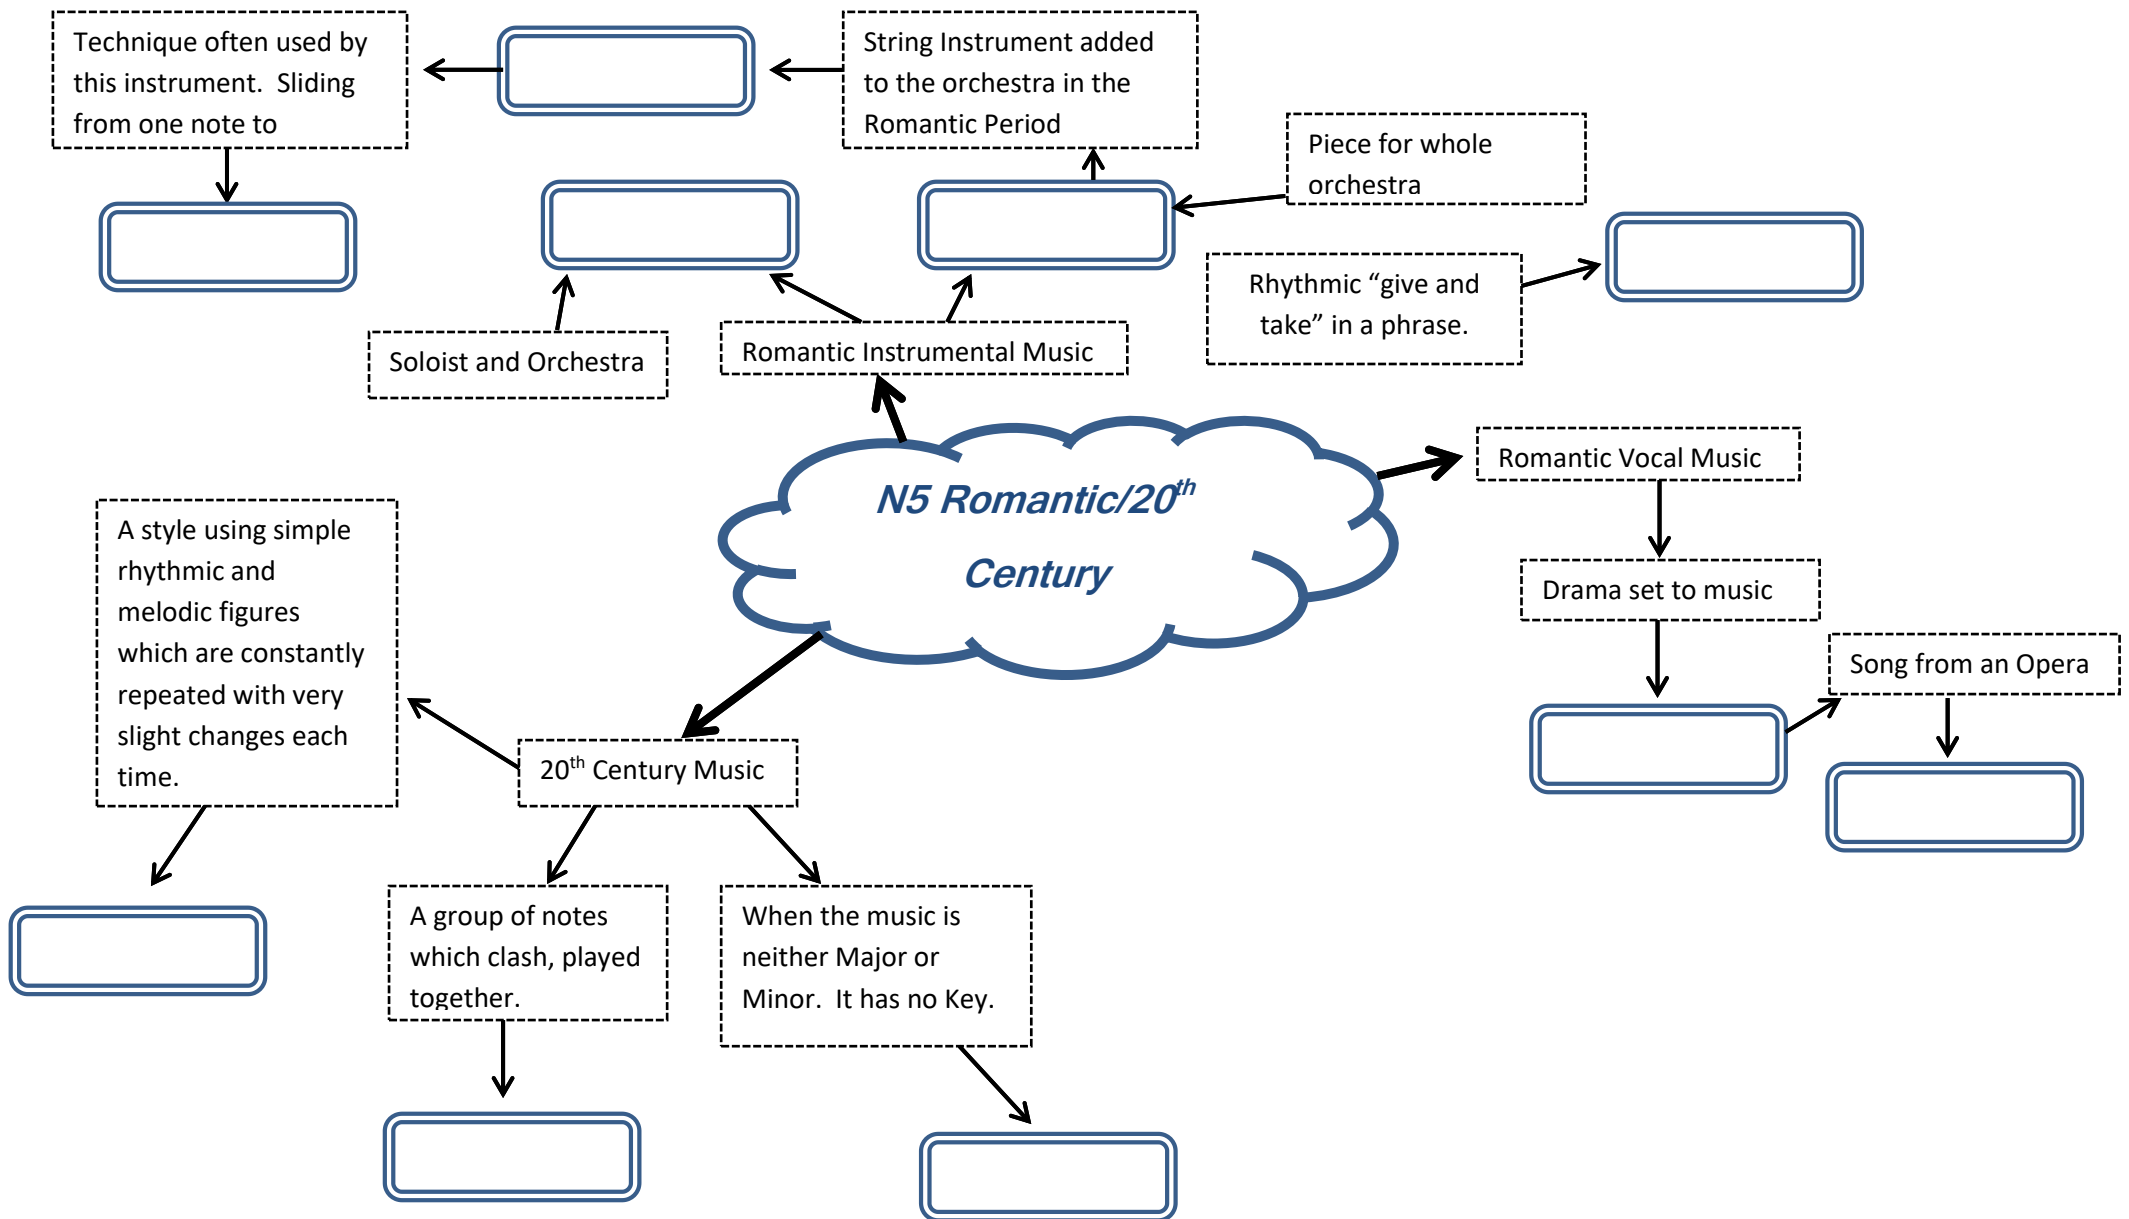 Technique often used by
this instrument.  Sliding
from one note to
String Instrument added
to the orchestra in the
Romantic Period
Piece for whole
orchestra
Rhythmic “give and
take” in a phrase.
Soloist and Orchestra
Romantic Instrumental Music
N5 Romantic/20th
Century
Romantic Vocal Music
Drama set to music
Song from an Opera
A style using simple
rhythmic and
melodic figures
which are constantly
repeated with very
slight changes each
time.
20th Century Music
A group of notes
which clash, played
together.
When the music is
neither Major or
Minor.  It has no Key.